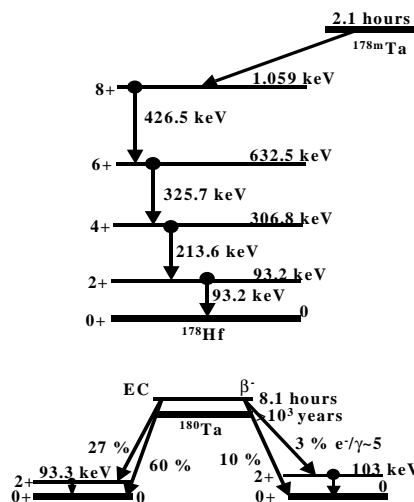 2.1 hours
178mTa
8+ 1.059 keV
426.5 keV
6+ 632.5 keV
325.7 keV
4+ 306.8 keV
213.6 keV
2+ 93.2 keV
93.2 keV
0+ 0
178Hf
EC β-
8.1 hours
~10³ years
180Ta
27 % 3 % e-/γ~5
2+ 93.3 keV 60 % 10 % 2+ 103 keV
0+ 0 0+ 0